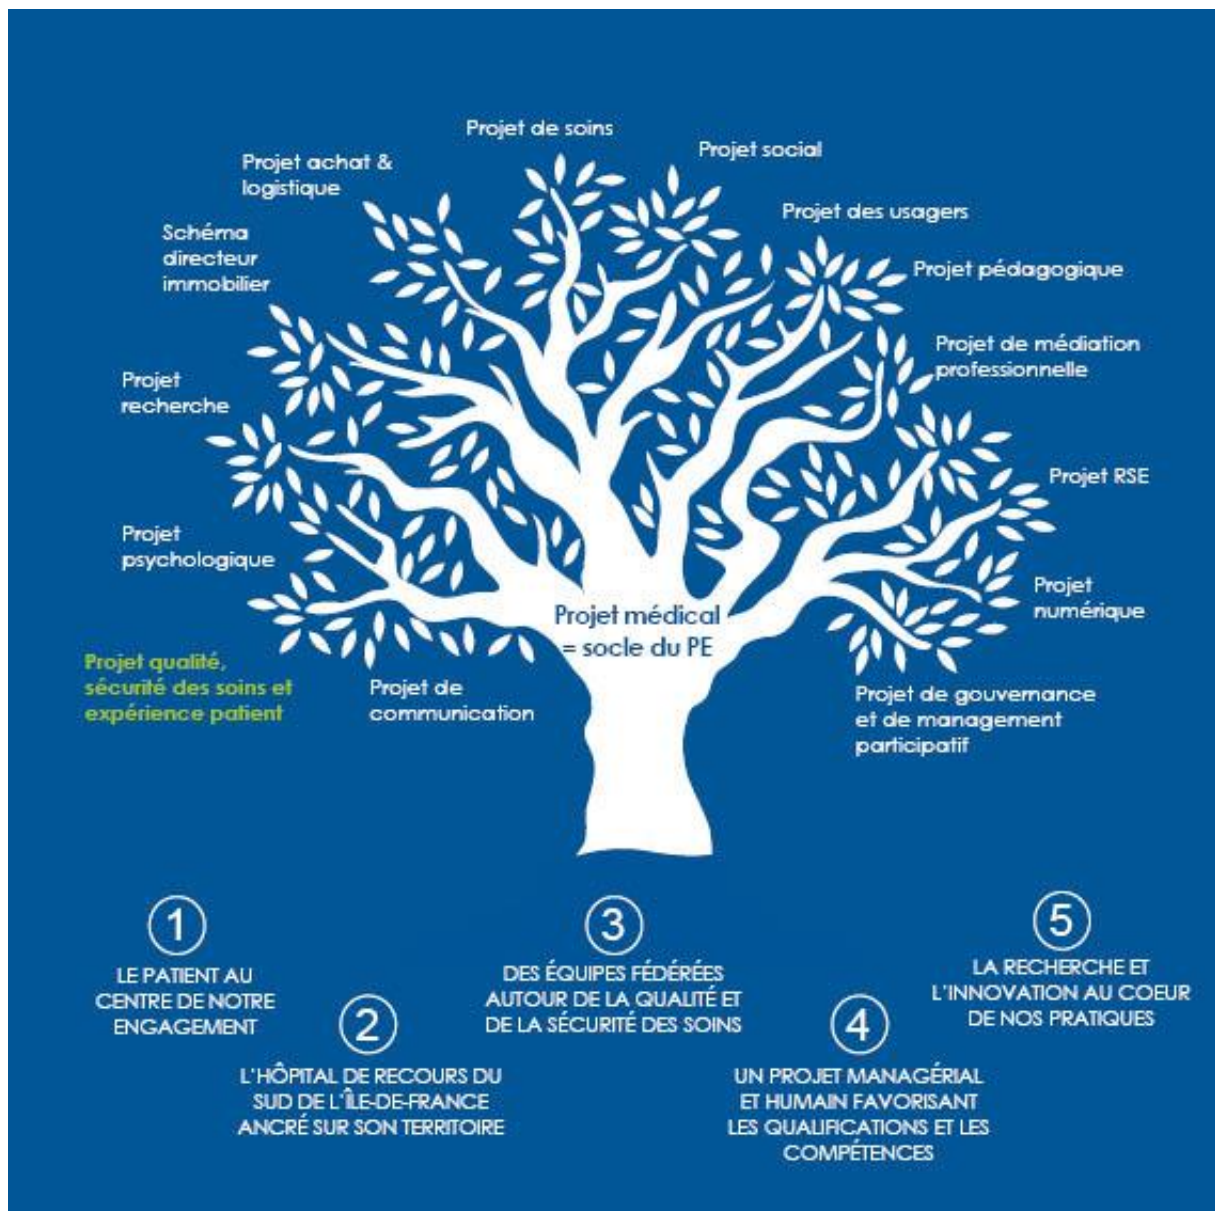 Projet de soins
Projet social
Projet achat &
logistique
Projet des usagers
Schéma
directeur
immobilier
Projet pédagogique
Projet de médiation
professionnelle
Projet
recherche
Projet RSE
Projet
psychologique
Projet
numérique
Projet médical
= socle du PE
Projet qualité,
sécurité des soins et
expérience patient
Projet de
communication
Projet de gouvernance
et de management
participatif
1
LE PATIENT AU
CENTRE DE NOTRE
ENGAGEMENT
2
L'HÔPITAL DE RECOURS DU
SUD DE L'ÎLE-DE-FRANCE
ANCRÉ SUR SON TERRITOIRE
3
DES ÉQUIPES FÉDÉRÉES
AUTOUR DE LA QUALITÉ ET
DE LA SÉCURITÉ DES SOINS
4
UN PROJET MANAGÉRIAL
ET HUMAIN FAVORISANT
LES QUALIFICATIONS ET LES
COMPÉTENCES
5
LA RECHERCHE ET
L'INNOVATION AU COEUR
DE NOS PRATIQUES